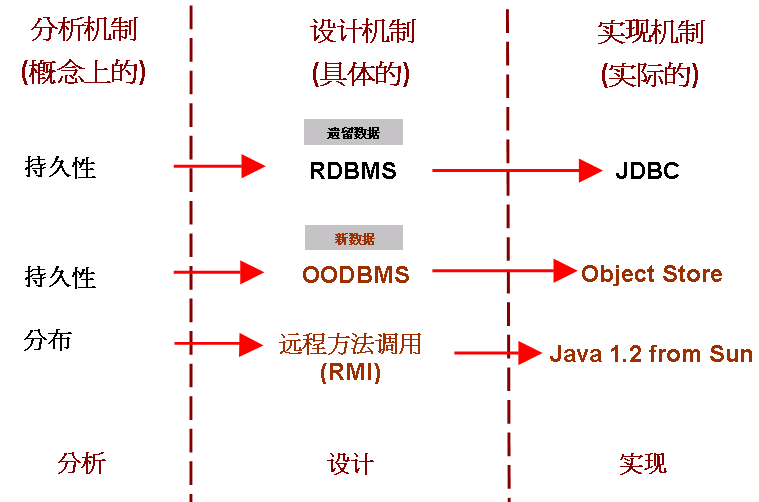 分析机制 设计机制 实现机制
(概念上的) (具体的) (实际的)
遗留数据
持久性 RDBMS JDBC
新数据
持久性 OODBMS Object Store
分布 远程方法调用 Java 1.2 from Sun
(RMI)
分析 设计 实现